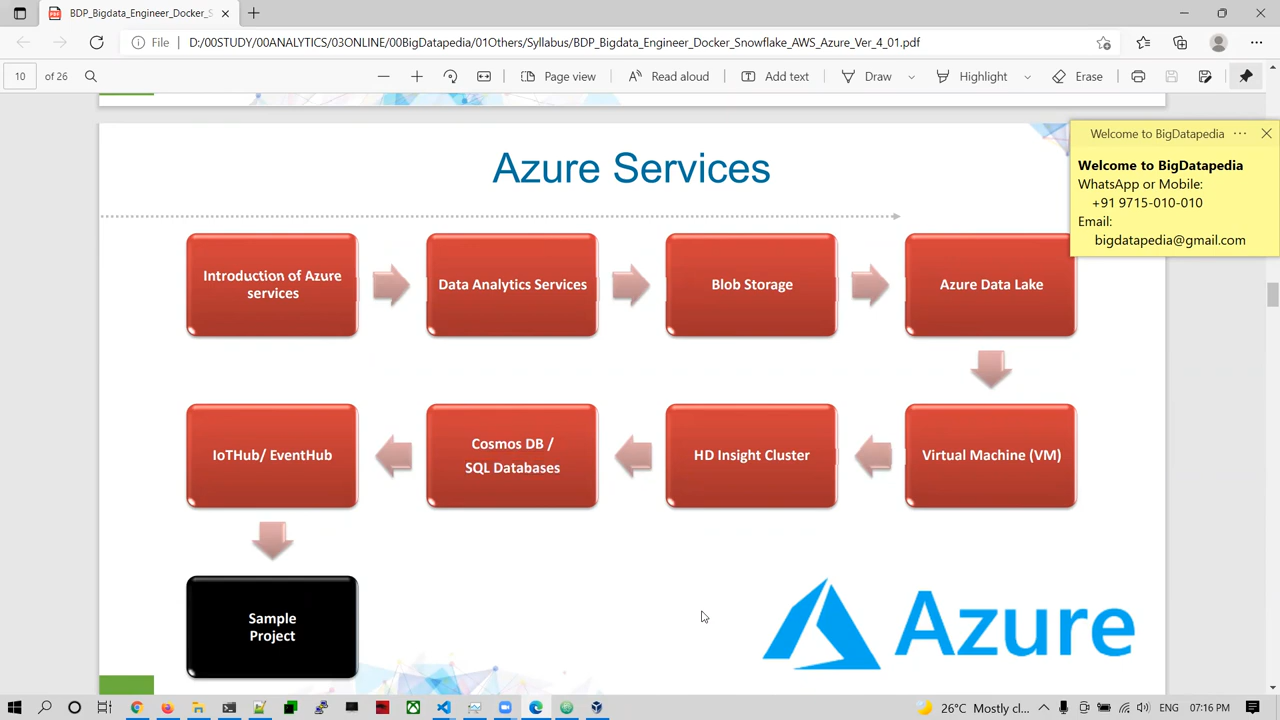 BDP_Bigdata_Engineer_Docker_S
File
D:/00STUDY/00ANALYTICS/03ONLINE/00BigDatapedia/01Others/Syllabus/BDP_Bigdata_Engineer_Docker_Snowflake_AWS_Azure_Ver_4_01.pdf
10 of 26
Page view
Read aloud
Add text
Draw
Highlight
Erase
Azure Services
Welcome to BigDatapedia
Welcome to BigDatapedia
WhatsApp or Mobile:
+91 9715-010-010
Email:
bigdatapedia@gmail.com
Introduction of Azure
services
Data Analytics Services
Blob Storage
Azure Data Lake
IoTHub/ EventHub
Cosmos DB /
SQL Databases
HD Insight Cluster
Virtual Machine (VM)
Sample
Project
Azure
26°C Mostly cl...
07:16 PM